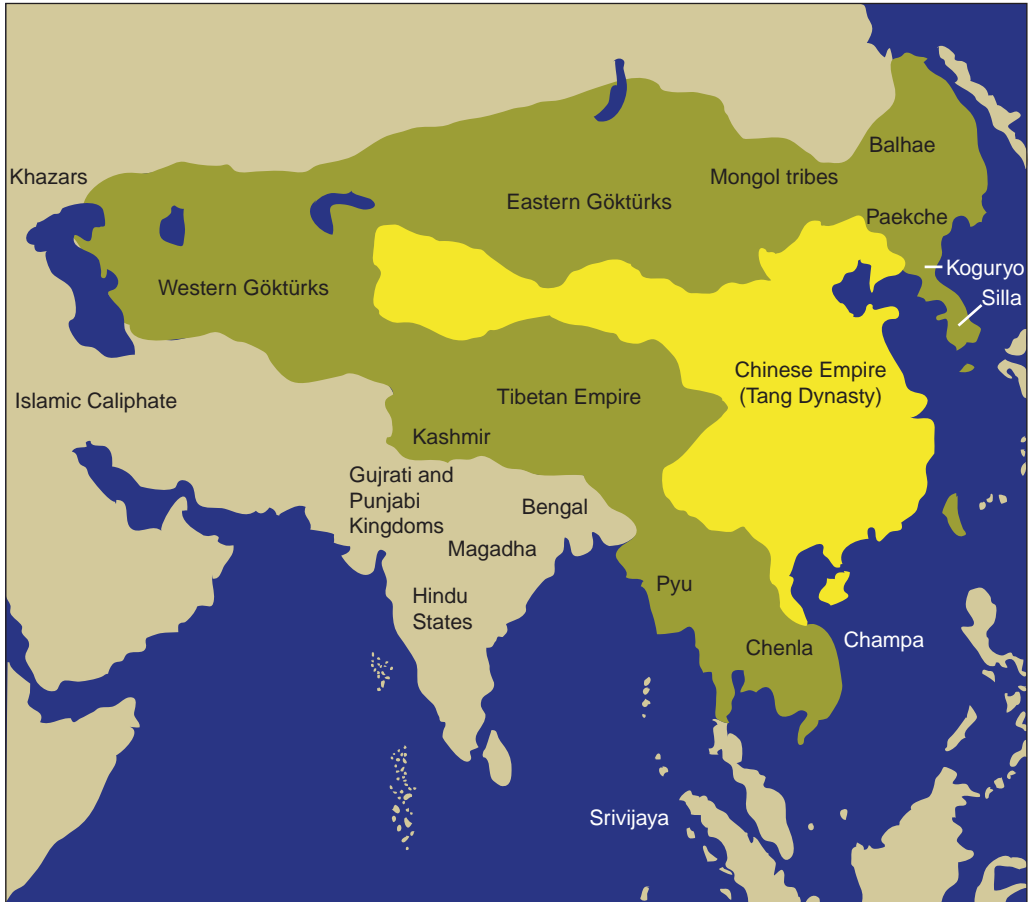 Balhae
Khazars
Mongol tribes
Eastern Göktürks
Paekche
Koguryo
Western Göktürks
Silla
Chinese Empire
(Tang Dynasty)
Islamic Caliphate
Tibetan Empire
Kashmir
Gujrati and
Punjabi
Kingdoms
Bengal
Magadha
Pyu
Hindu
States
Chenla
Champa
Srivijaya